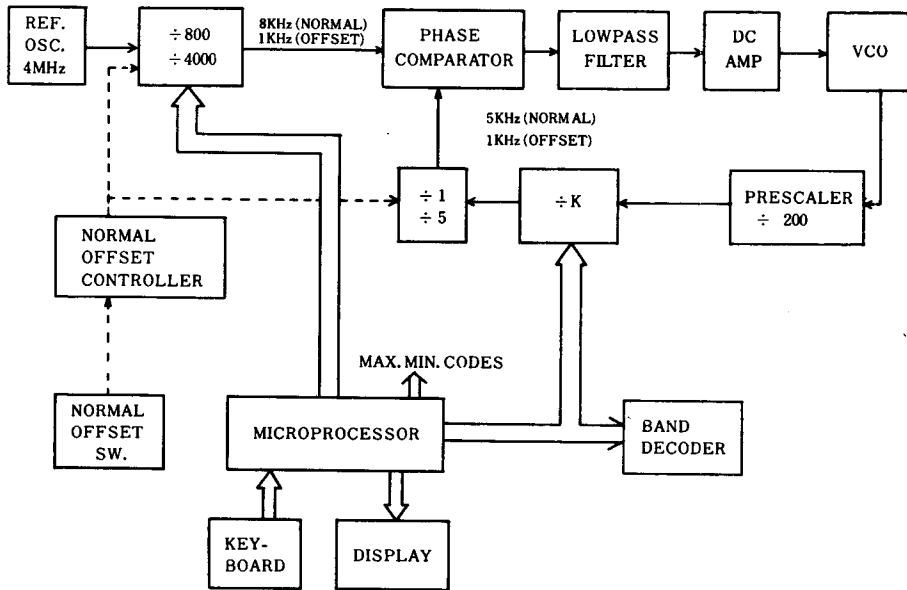 REF.
OSC.
4MHz
÷800
÷4000
8KHz (NORMAL)
1KHz (OFFSET)
PHASE
COMPARATOR
LOWPASS
FILTER
DC
AMP
VCO
5KHz (NORMAL)
1KHz (OFFSET)
÷1
÷5
÷K
PRESCALER
÷ 200
NORMAL
OFFSET
CONTROLLER
MAX. MIN. CODES
NORMAL
OFFSET
SW.
MICROPROCESSOR
BAND
DECODER
KEY-
BOARD
DISPLAY